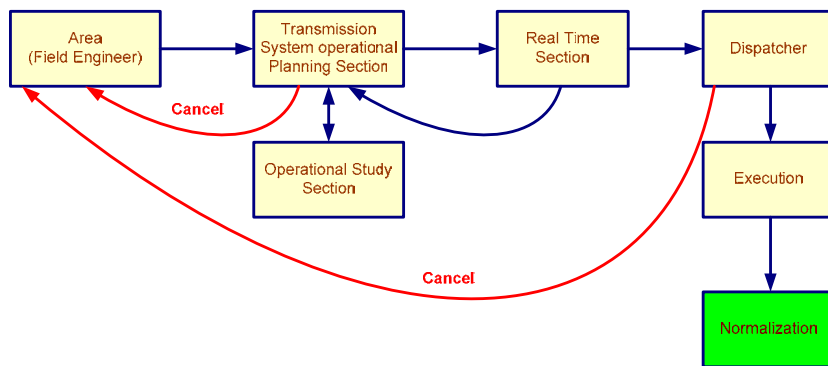 Area
(Field Engineer)
Transmission
System operational
Planning Section
Real Time
Section
Dispatcher
Cancel
Operational Study
Section
Execution
Cancel
Normalization